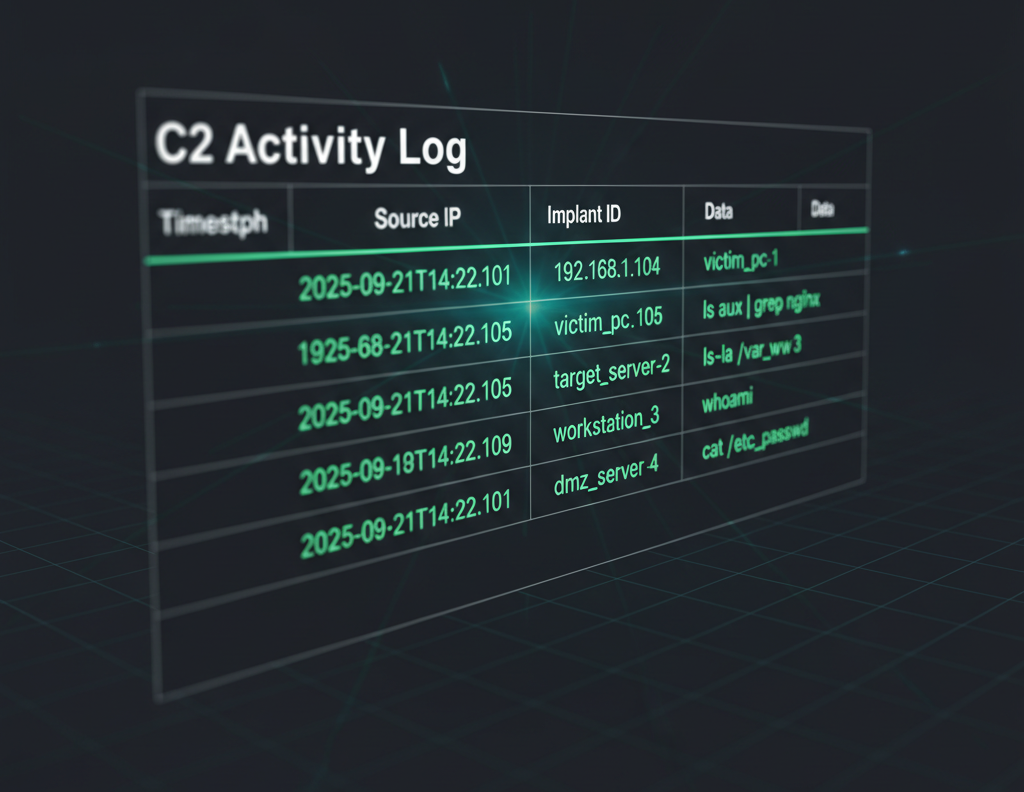 C2 Activity Log
Timestph Source IP Implant ID Data Data
2025-09-21T14:22.101 192.168.1.104 victim_pc-1
1925-68-21T14:22.105 victim_pc.105 ls aux | grep nginx
2025-09-21T14:22.105 target_server-2 ls-la /var_ww3
2025-09-18T14:22.109 workstation_3 whoami
2025-09-21T14:22.101 dmz_server-4 cat /etc_passwd